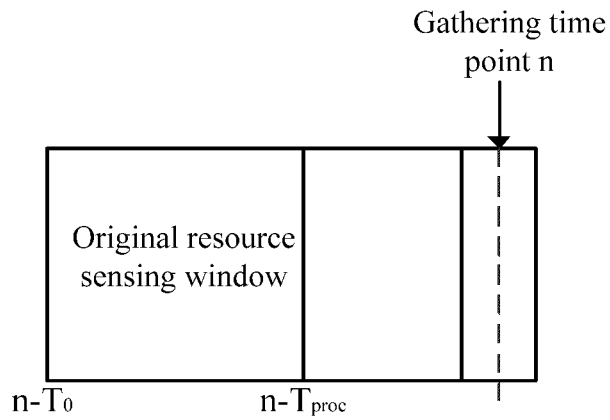 Gathering time
point n
Original resource
sensing window
n-T₀ n-Tproc